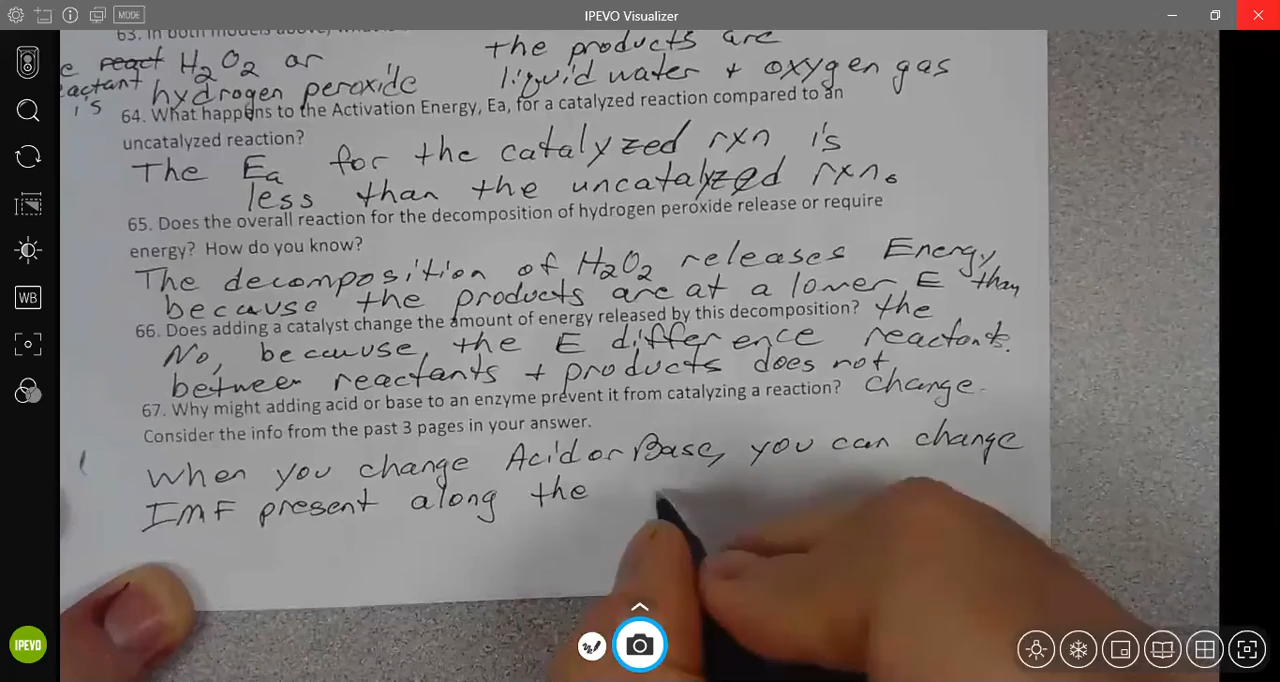 IPEVO Visualizer
MODE
63. In both models above, what is
e react H2O2 or the products are
eactant hydrogen peroxide liquid water + oxygen gas
i's
64. What happens to the Activation Energy, Ea, for a catalyzed reaction compared to an
uncatalyzed reaction?
The Ea for the catalyzed rxn is
less than the uncatalyzed rxn.
65. Does the overall reaction for the decomposition of hydrogen peroxide release or require
energy? How do you know?
The decomposition of H2O2 releases Energy,
because the products are at a lower E than
66. Does adding a catalyst change the amount of energy released by this decomposition? the
No, because, the E difference reactants.
between reactants + products does not
67. Why might adding acid or base to an enzyme prevent it from catalyzing a reaction? change.
Consider the info from the past 3 pages in your answer.
When you change Acid or Base, you can change
IMF present along the
WB
IPEVO